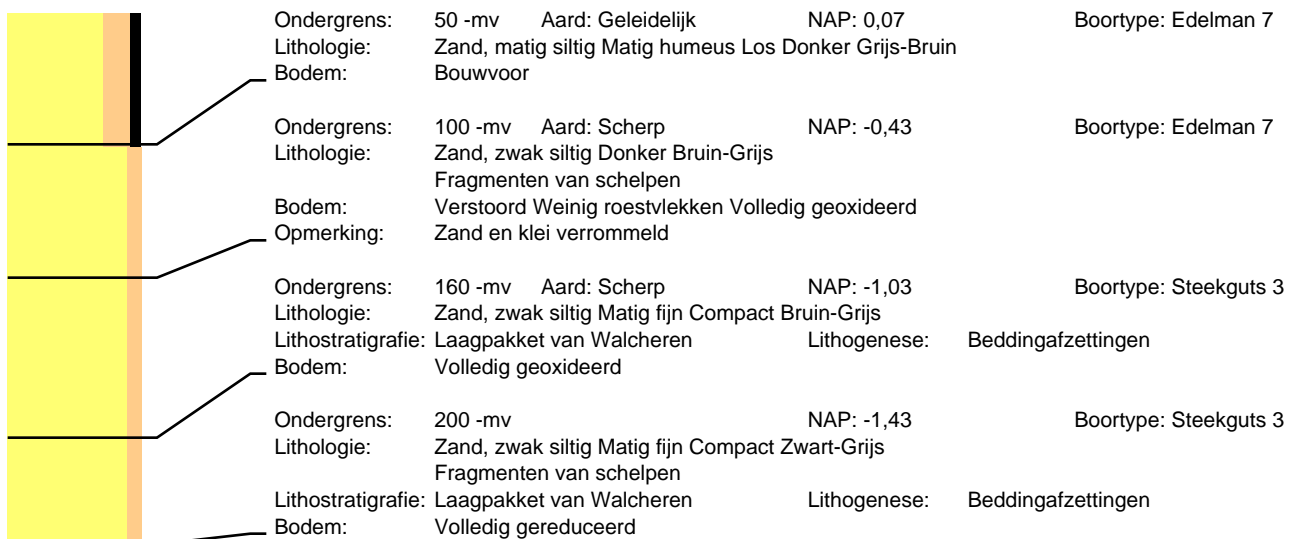 Ondergrens: 50 -mv Aard: Geleidelijk NAP: 0,07 Boortype: Edelman 7
Lithologie: Zand, matig siltig Matig humeus Los Donker Grijs-Bruin
Bodem: Bouwvoor
Ondergrens: 100 -mv Aard: Scherp NAP: -0,43 Boortype: Edelman 7
Lithologie: Zand, zwak siltig Donker Bruin-Grijs
Fragmenten van schelpen
Bodem: Verstoord Weinig roestvlekken Volledig geoxideerd
Opmerking: Zand en klei verrommeld
Ondergrens: 160 -mv Aard: Scherp NAP: -1,03 Boortype: Steekguts 3
Lithologie: Zand, zwak siltig Matig fijn Compact Bruin-Grijs
Lithostratigrafie: Laagpakket van Walcheren Lithogenese: Beddingafzettingen
Bodem: Volledig geoxideerd
Ondergrens: 200 -mv NAP: -1,43 Boortype: Steekguts 3
Lithologie: Zand, zwak siltig Matig fijn Compact Zwart-Grijs
Fragmenten van schelpen
Lithostratigrafie: Laagpakket van Walcheren Lithogenese: Beddingafzettingen
Bodem: Volledig gereduceerd